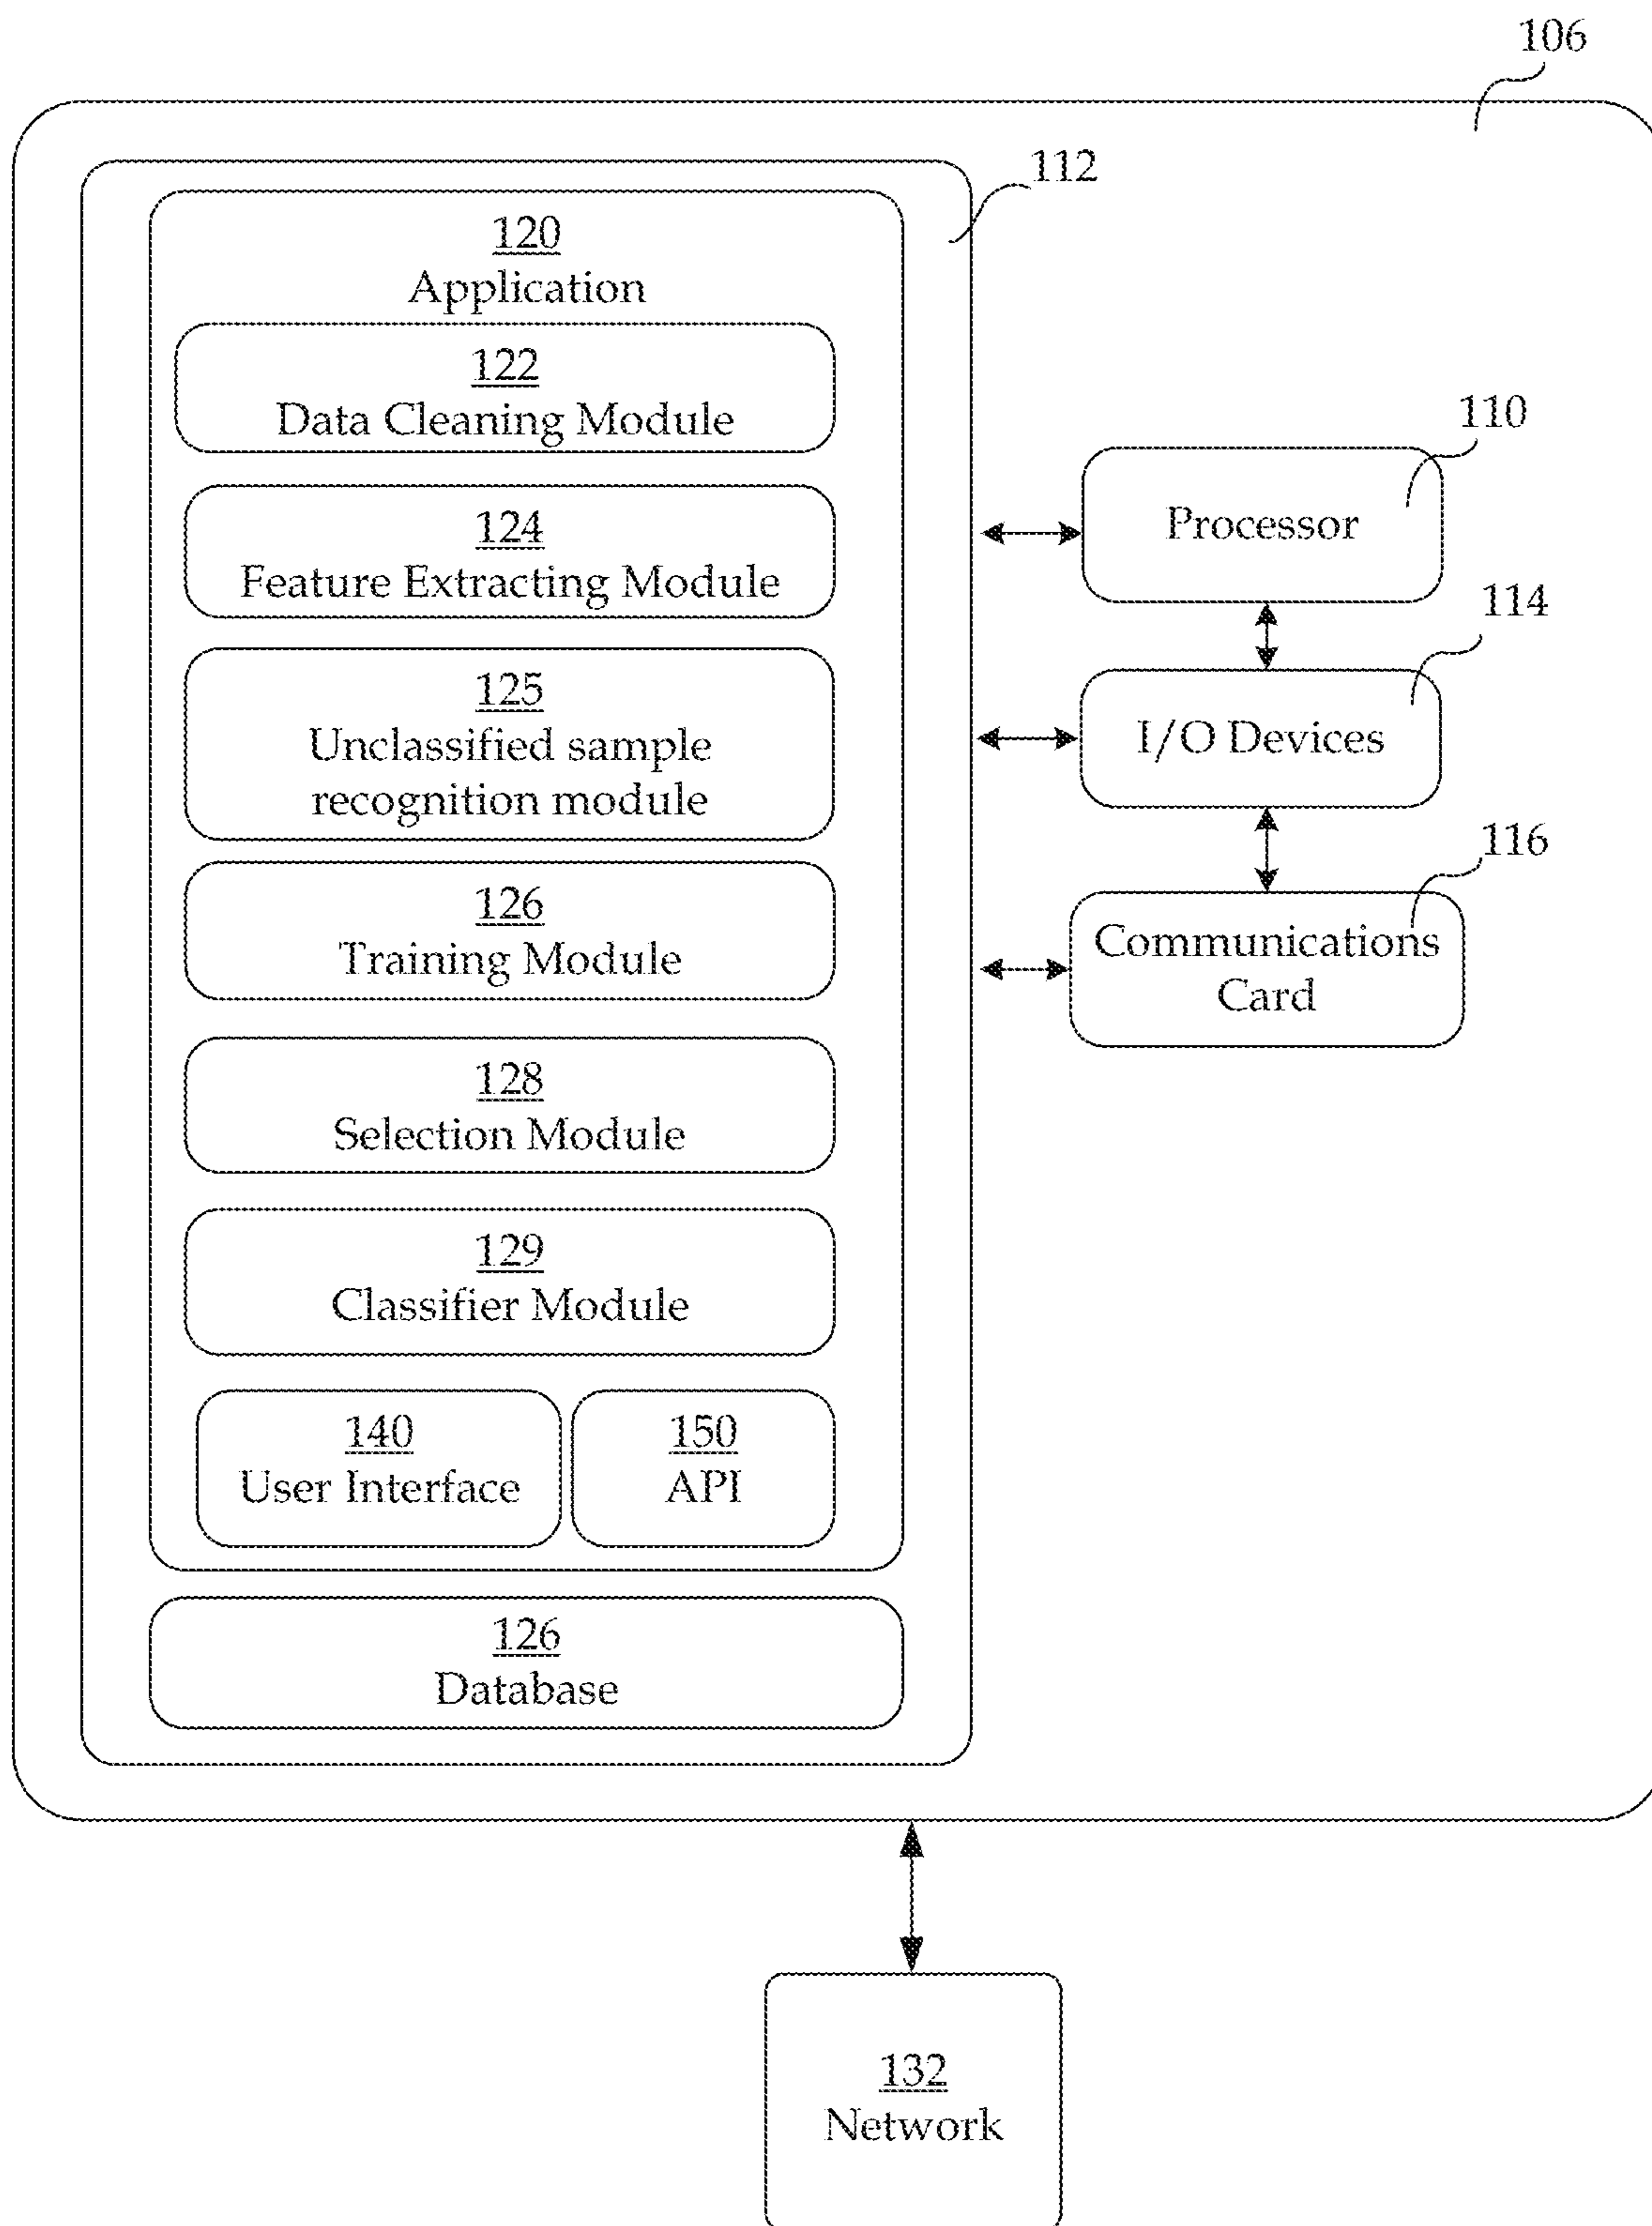 106
112
120
Application
122
Data Cleaning Module
124
Feature Extracting Module
125
Unclassified sample
recognition module
126
Training Module
128
Selection Module
129
Classifier Module
140
User Interface
150
API
126
Database
110
Processor
114
I/O Devices
116
Communications
Card
132
Network